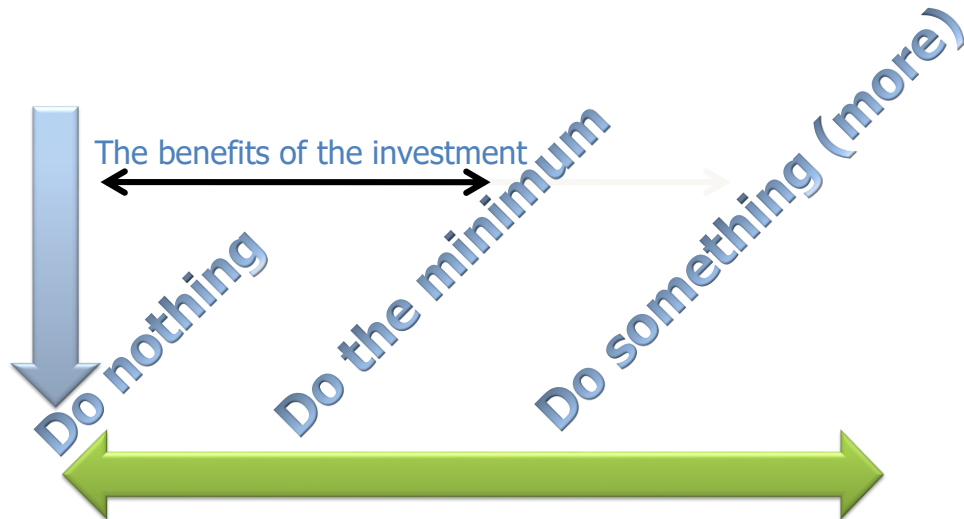 The benefits of the investment
Do nothing
Do the minimum
Do something (more)